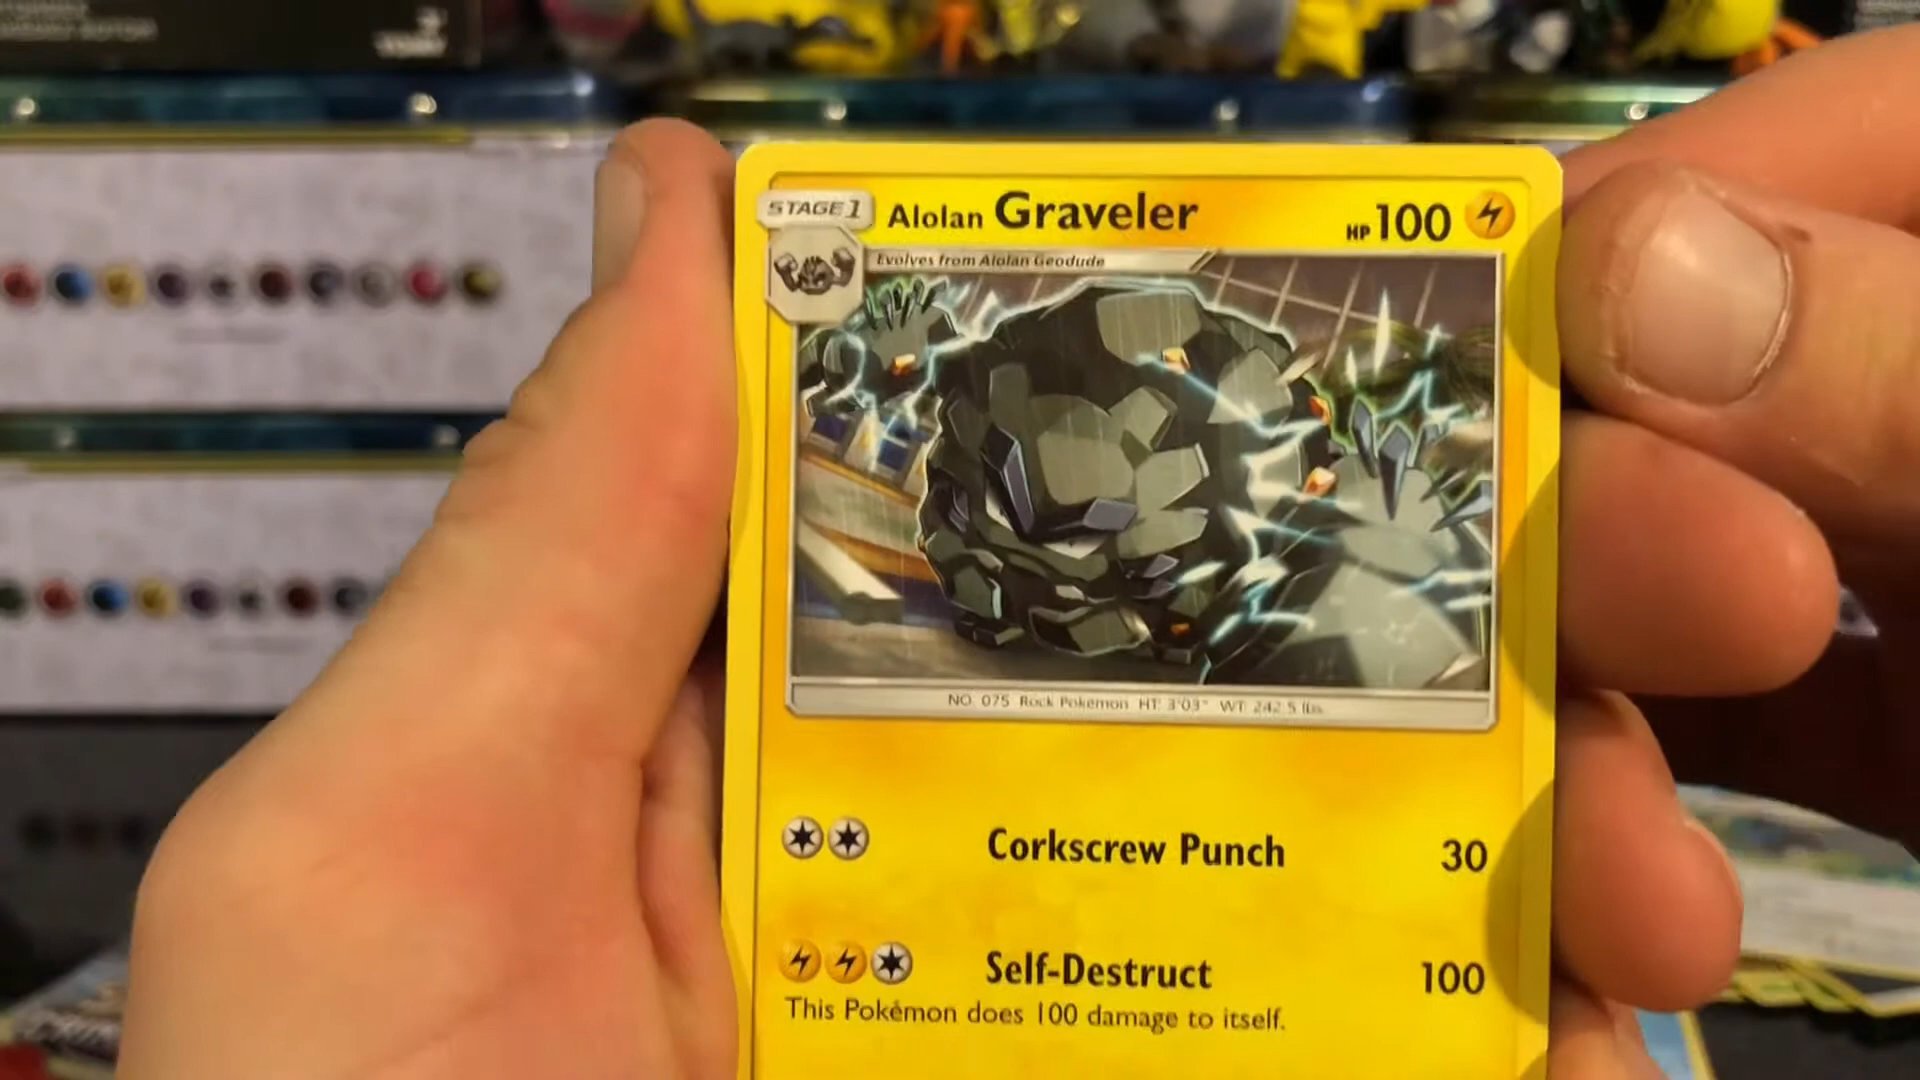 STAGE 1 Alolan Graveler HP 100
Evolves from Alolan Geodude
NO. 075 Rock Pokémon HT: 3'03" WT: 242.5 lbs.
Corkscrew Punch 30
Self-Destruct 100
This Pokémon does 100 damage to itself.